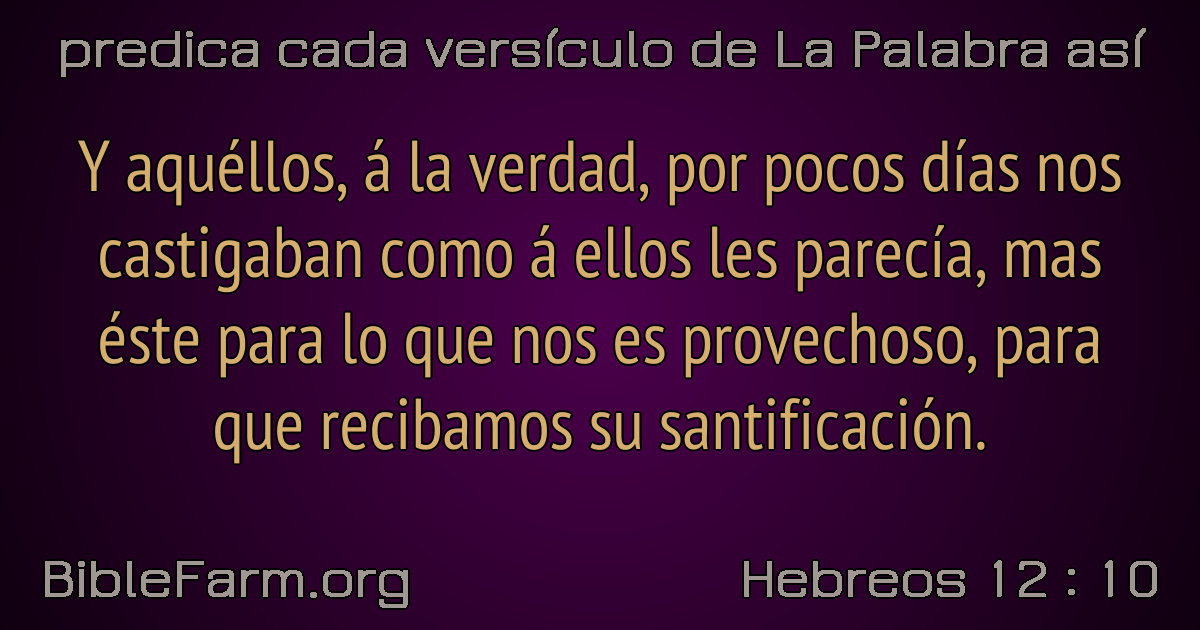 predica cada versículo de La Palabra así
Y aquéllos, á la verdad, por pocos días nos
castigaban como á ellos les parecía, mas
éste para lo que nos es provechoso, para
que recibamos su santificación.
BibleFarm.org
Hebreos 12 : 10